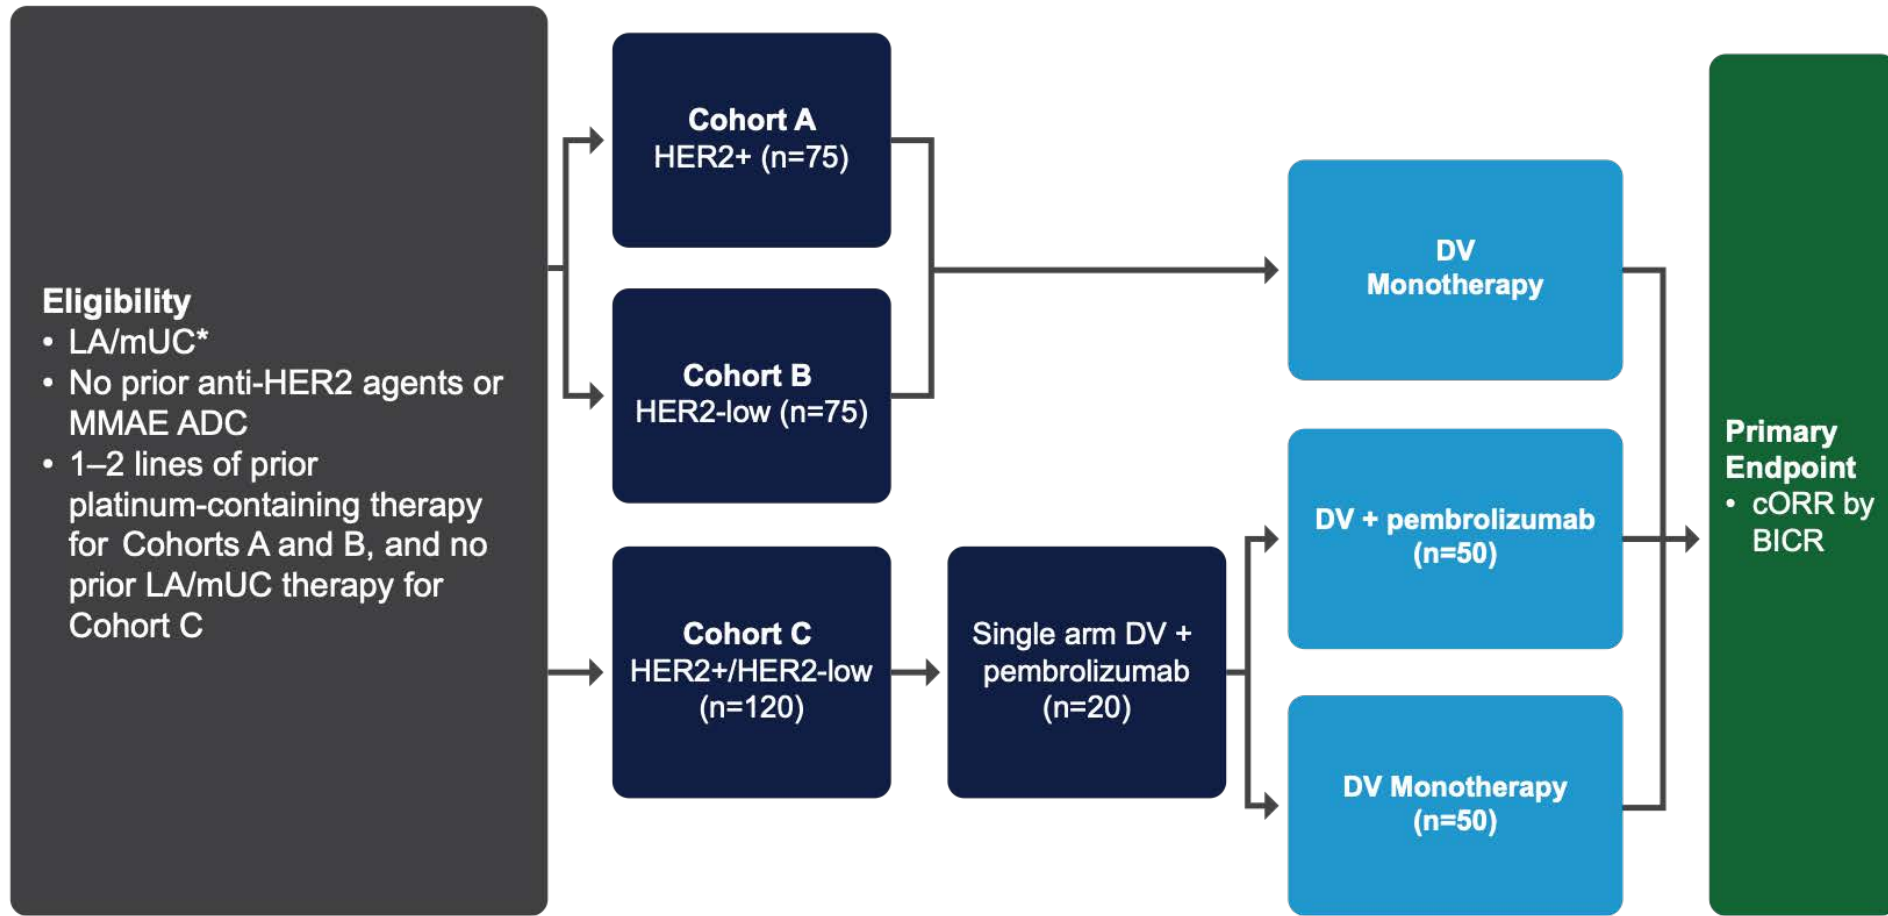 Eligibility
• LA/mUC*
• No prior anti-HER2 agents or
MMAE ADC
• 1–2 lines of prior
platinum-containing therapy
for Cohorts A and B, and no
prior LA/mUC therapy for
Cohort C
Cohort A
HER2+ (n=75)
Cohort B
HER2-low (n=75)
Cohort C
HER2+/HER2-low
(n=120)
Single arm DV +
pembrolizumab
(n=20)
DV
Monotherapy
DV + pembrolizumab
(n=50)
DV Monotherapy
(n=50)
Primary
Endpoint
• cORR by
BICR